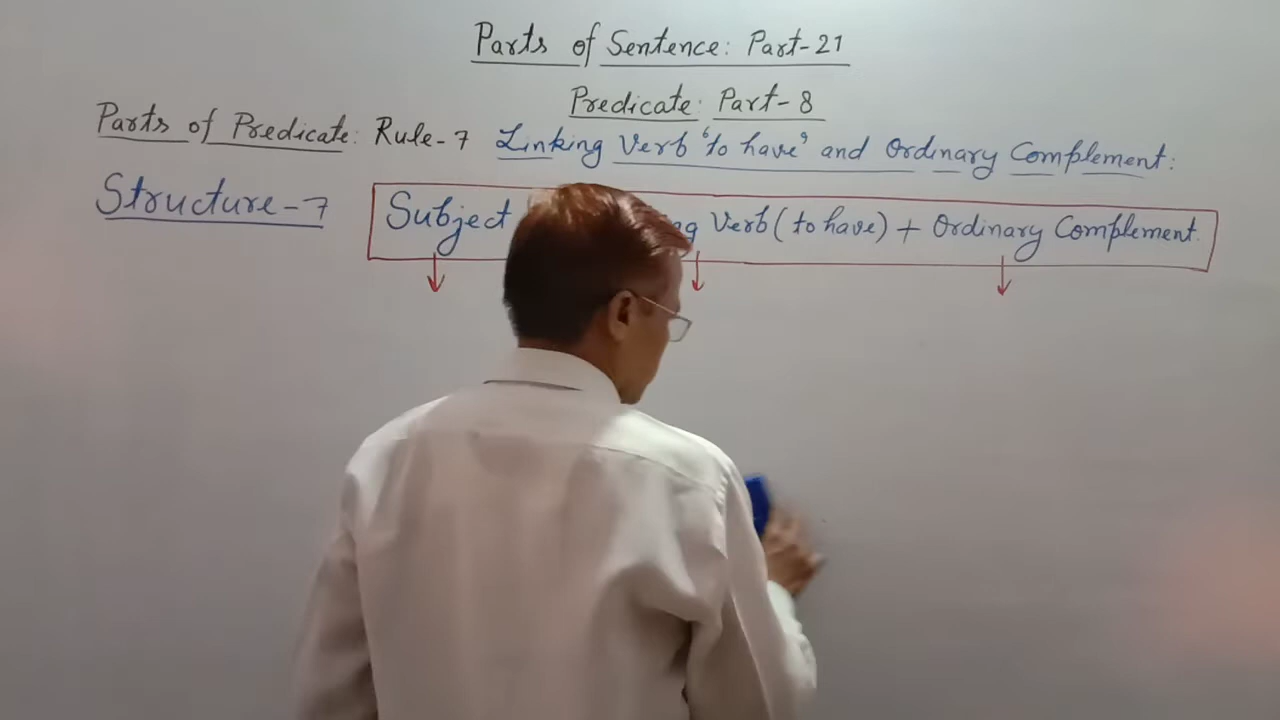 Parts of Sentence: Part-21
Predicate: Part-8
Parts of Predicate: Rule-7 Linking Verb 'to have' and Ordinary Complement:
Structure-7 Subject Verb (to have) + Ordinary Complement.